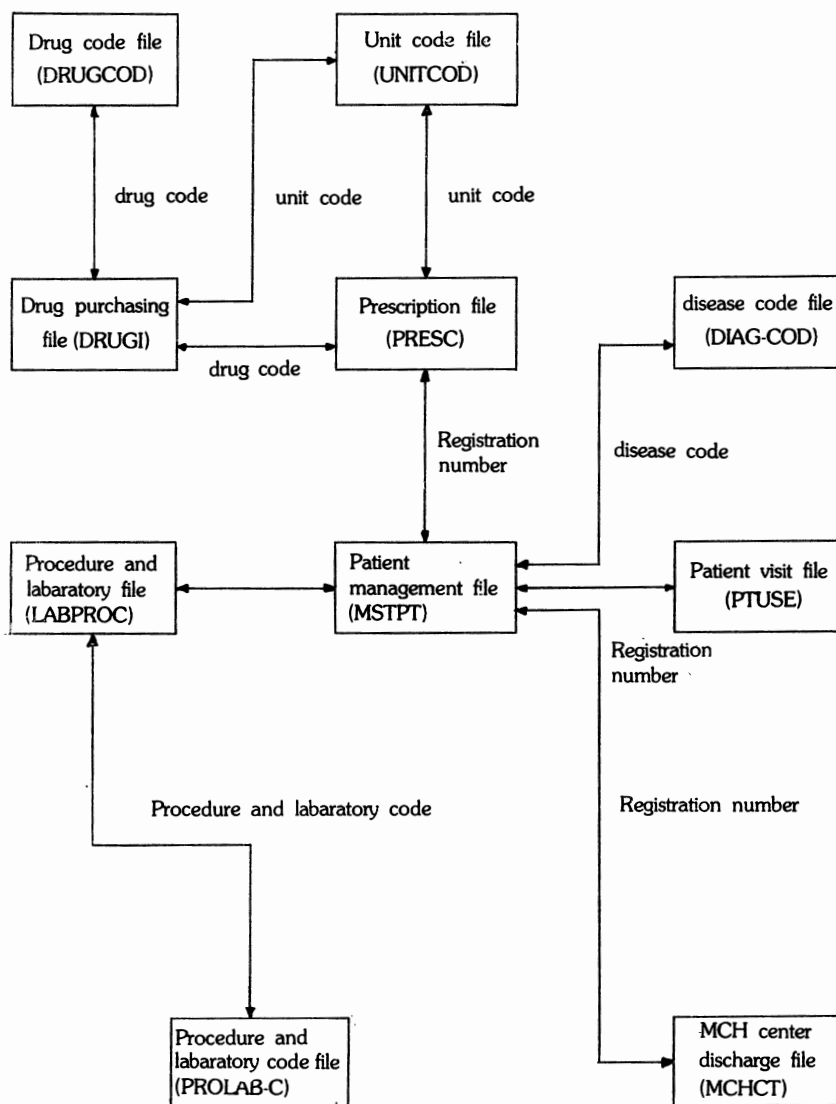 Drug code file
(DRUGCOD)
Unit code file
(UNITCOD)
drug code
unit code
unit code
Drug purchasing
file (DRUGI)
Prescription file
(PRESC)
disease code file
(DIAG-COD)
drug code
Registration
number
disease code
Procedure and
labaratory file
(LABPROC)
Patient
management file
(MSTPT)
Patient visit file
(PTUSE)
Registration
number
Procedure and labaratory code
Registration number
Procedure and
labaratory code file
(PROLAB-C)
MCH center
discharge file
(MCHCT)